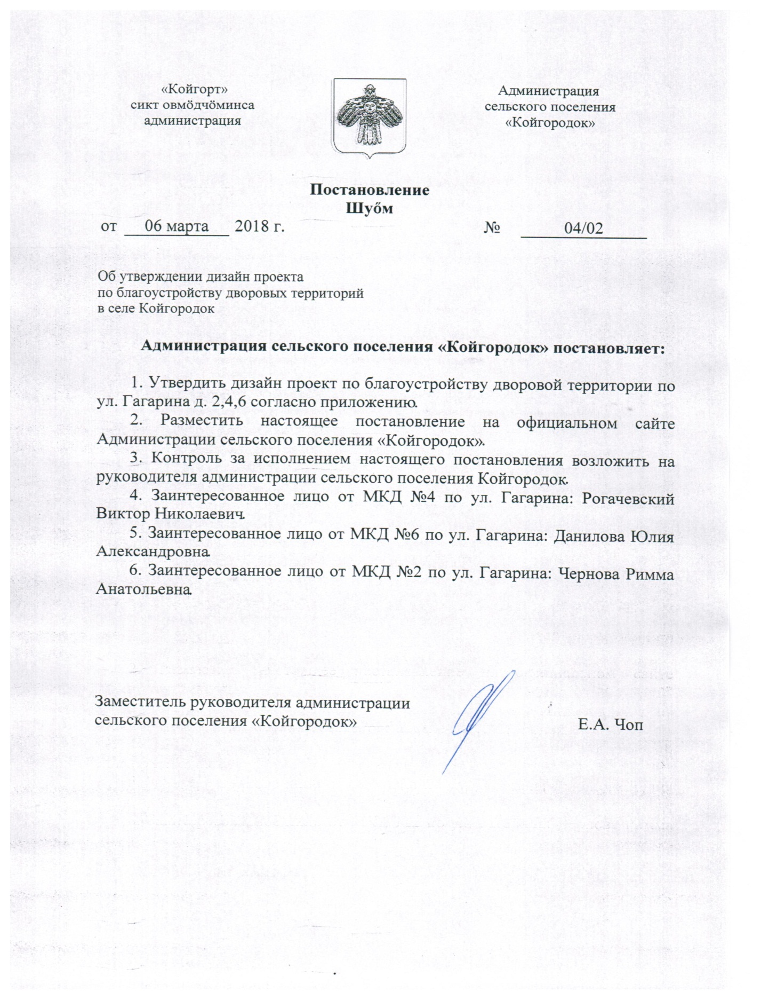 «Койгорт»
сикт овмӧдчӧминса
администрация
Администрация
сельского поселения
«Койгородок»
Постановление
Шуőм
от 06 марта 2018 г. № 04/02
Об утверждении дизайн проекта
по благоустройству дворовых территорий
в селе Койгородок
Администрация сельского поселения «Койгородок» постановляет:
1. Утвердить дизайн проект по благоустройству дворовой территории по
ул. Гагарина д. 2,4,6 согласно приложению.
2. Разместить настоящее постановление на официальном сайте
Администрации сельского поселения «Койгородок».
3. Контроль за исполнением настоящего постановления возложить на
руководителя администрации сельского поселения Койгородок.
4. Заинтересованное лицо от МКД №4 по ул. Гагарина: Рогачевский
Виктор Николаевич.
5. Заинтересованное лицо от МКД №6 по ул. Гагарина: Данилова Юлия
Александровна.
6. Заинтересованное лицо от МКД №2 по ул. Гагарина: Чернова Римма
Анатольевна.
Заместитель руководителя администрации
сельского поселения «Койгородок»
Е.А. Чоп